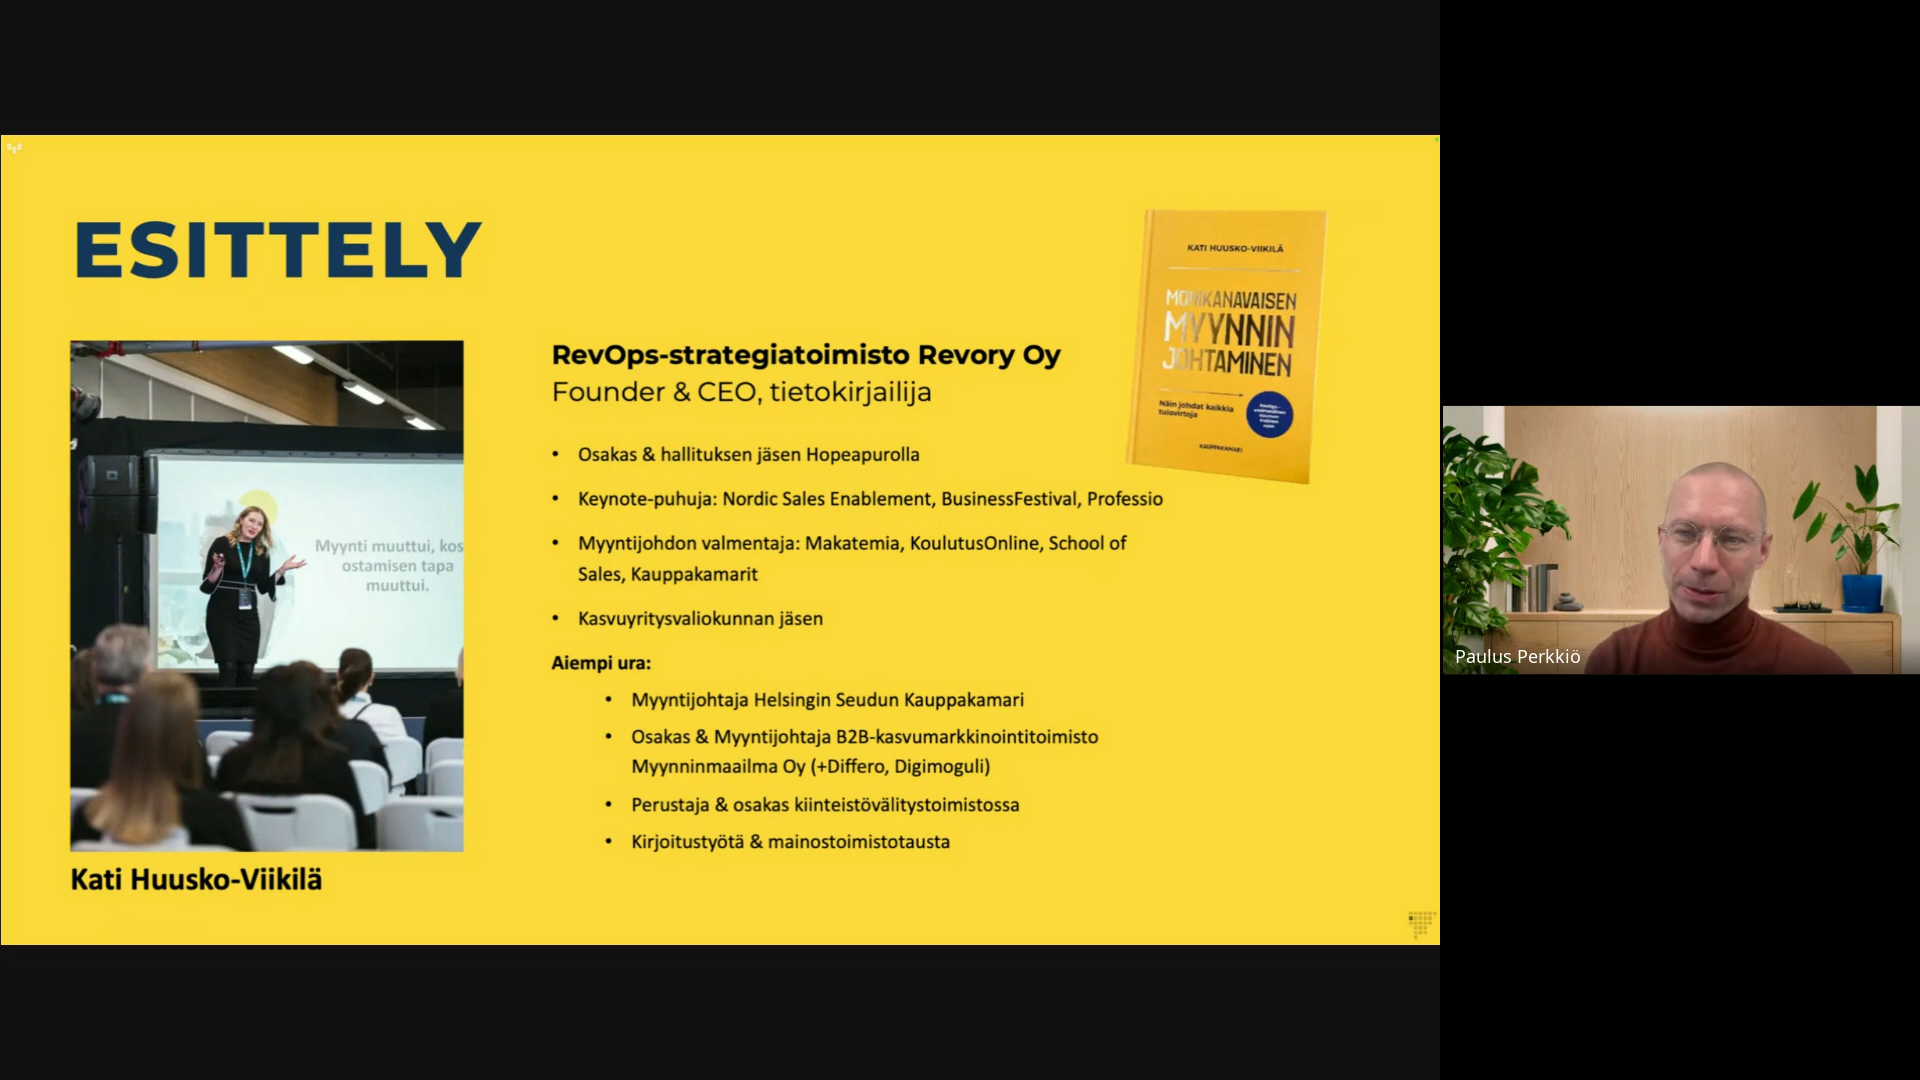 ESITTELY
KATI HUUSKO-VIIKILÄ
MONIKANAVAISEN
MYYNNIN
JOHTAMINEN
Näin johdat kaikkia
tulovirtoja
KAUPPAKAMARI
RevOps-strategiatoimisto Revory Oy
Founder & CEO, tietokirjailija
• Osakas & hallituksen jäsen Hopeapurolla
• Keynote-puhuja: Nordic Sales Enablement, BusinessFestival, Professio
• Myyntijohdon valmentaja: Makatemia, KoulutusOnline, School of
Sales, Kauppakamarit
• Kasvuyritysvaliokunnan jäsen
Aiempi ura:
• Myyntijohtaja Helsingin Seudun Kauppakamari
• Osakas & Myyntijohtaja B2B-kasvumarkkinointitoimisto
Myynninmaailma Oy (+Differo, Digimoguli)
• Perustaja & osakas kiinteistövälitystoimistossa
• Kirjoitustyötä & mainostoimistotausta
Myynti muuttui, kos
ostamisen tapa
muuttui.
Kati Huusko-Viikilä
Paulus Perkkiö